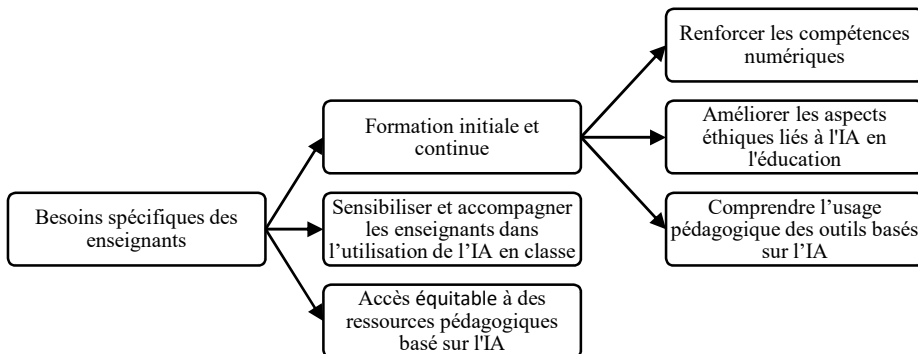 Besoins spécifiques des
enseignants
Formation initiale et
continue
Sensibiliser et accompagner
les enseignants dans
l’utilisation de l’IA en classe
Accès équitable à des
ressources pédagogiques
basé sur l'IA
Renforcer les compétences
numériques
Améliorer les aspects
éthiques liés à l'IA en
l'éducation
Comprendre l’usage
pédagogique des outils basés
sur l’IA